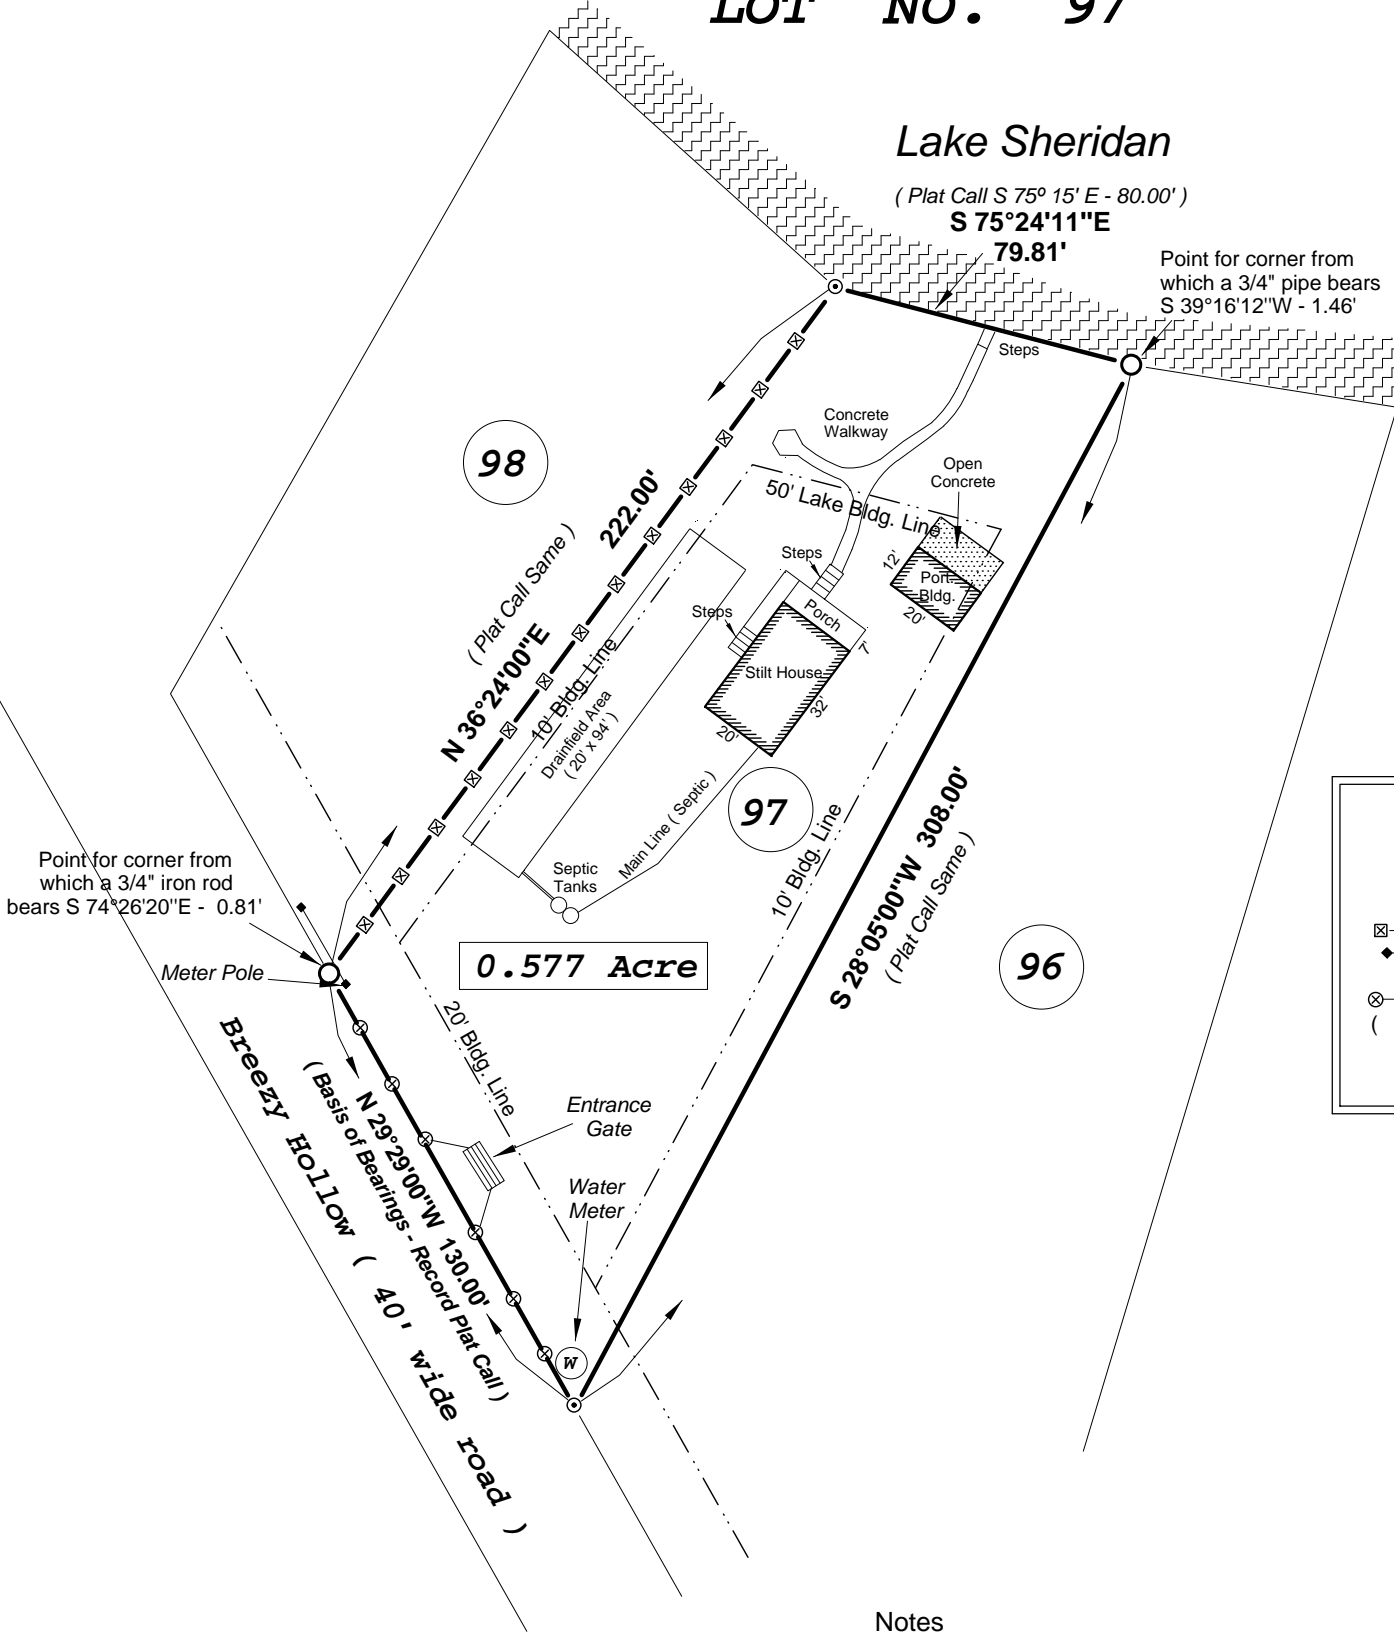 LOT NO. 97
Lake Sheridan
( Plat Call S 75º 15' E - 80.00' )
S 75°24'11"E
79.81'
Point for corner from
which a 3/4" pipe bears
S 39°16'12"W - 1.46'
Steps
Concrete
Walkway
98
222.00'
( Plat Call Same )
N 36°24'00"E
50' Lake Bldg. Line
Open
Concrete
12'
Port.
Bldg.
20'
Steps
Steps
Porch
7'
Stilt House
32'
20'
10' Bldg. Line
Drainfield Area
( 20' x 94' )
Main Line ( Septic )
97
Septic
Tanks
10' Bldg. Line
S 28°05'00"W 308.00'
( Plat Call Same )
96
Point for corner from
which a 3/4" iron rod
bears S 74°26'20"E - 0.81'
Meter Pole
0.577 Acre
20' Bldg. Line
Entrance
Gate
Water
Meter
W
N 29°29'00"W 130.00'
( Basis of Bearings - Record Plat Call )
Breezy Hollow ( 40' wide road )
(
Notes